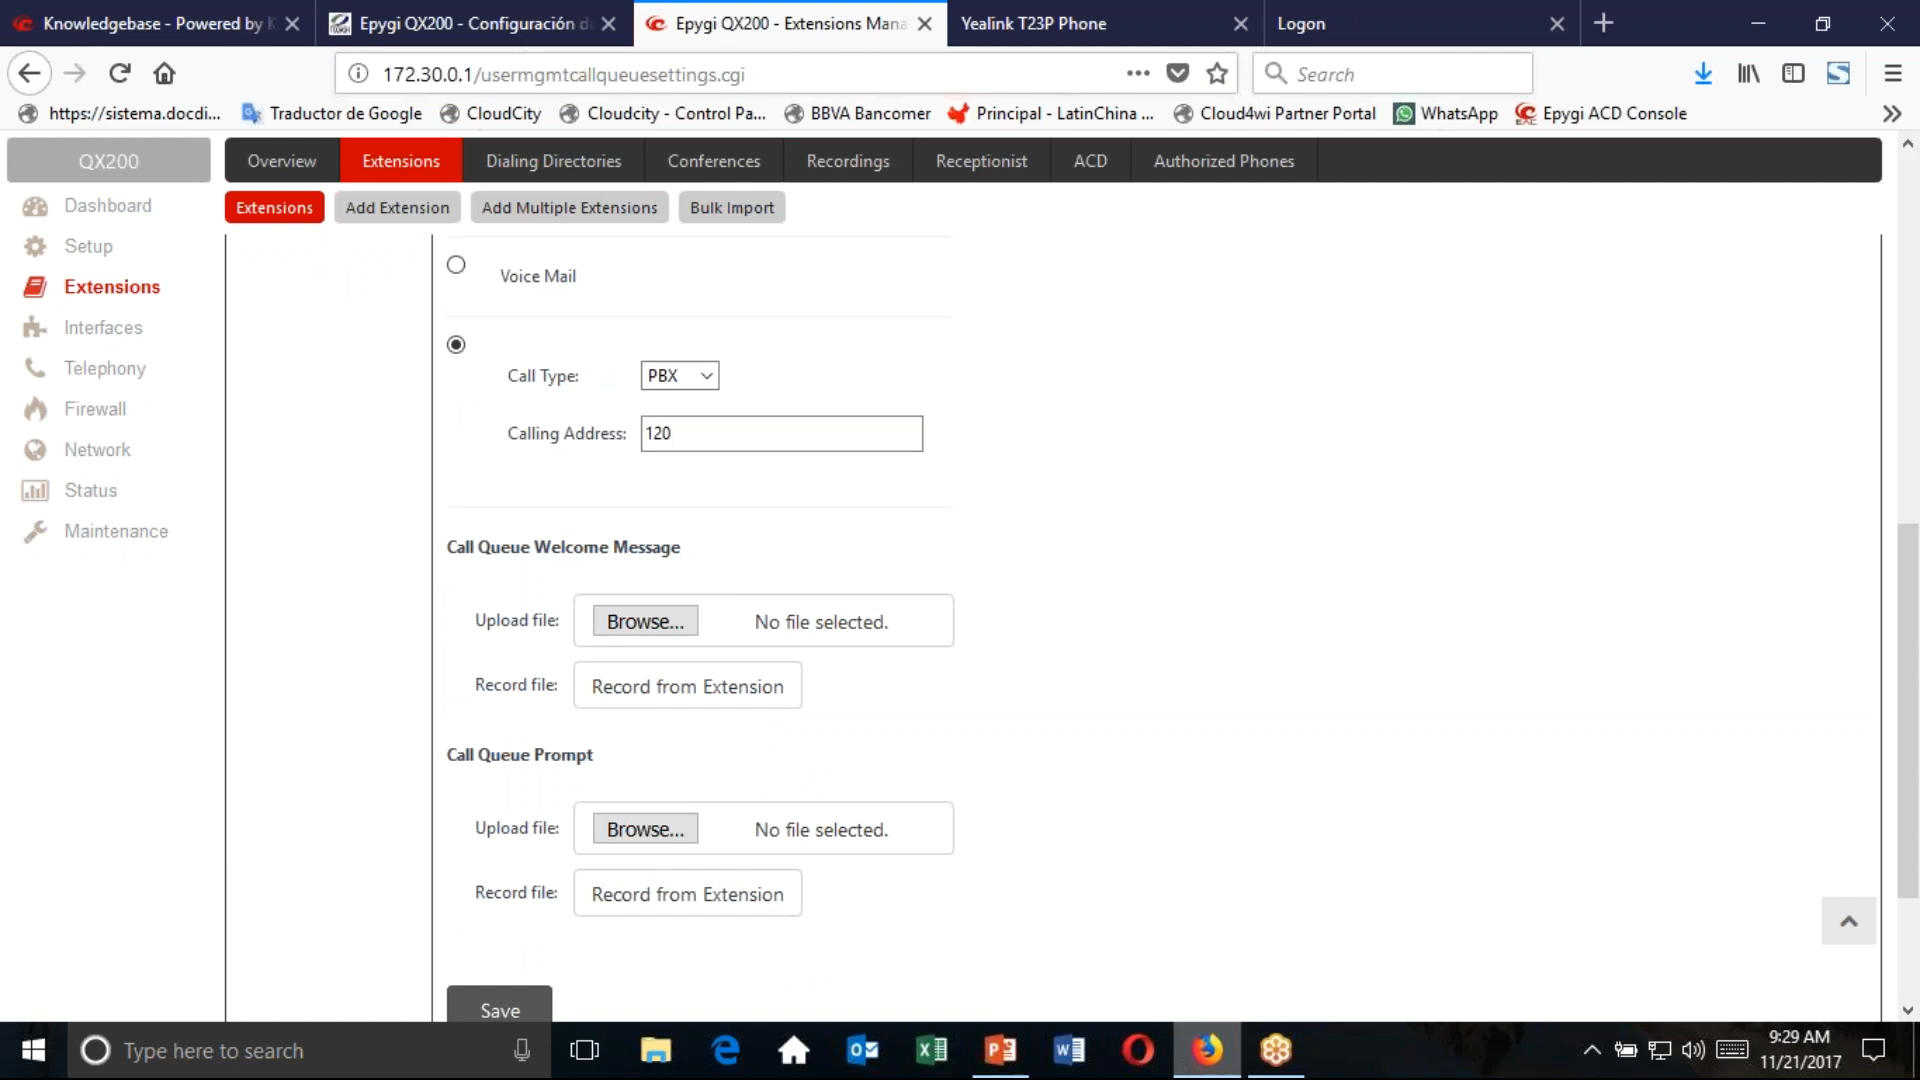 Knowledgebase - Powered by K
Epygi QX200 - Configuración d
Epygi QX200 - Extensions Mana
Yealink T23P Phone
Logon
172.30.0.1/usermgmtcallqueuesettings.cgi
Search
https://sistema.docdi...
Traductor de Google
CloudCity
Cloudcity - Control Pa...
BBVA Bancomer
Principal - LatinChina ...
Cloud4wi Partner Portal
WhatsApp
Epygi ACD Console
QX200
Overview
Extensions
Dialing Directories
Conferences
Recordings
Receptionist
ACD
Authorized Phones
Extensions
Add Extension
Add Multiple Extensions
Bulk Import
Dashboard
Setup
Extensions
Interfaces
Telephony
Firewall
Network
Status
Maintenance
Voice Mail
Call Type: PBX
Calling Address: 120
Call Queue Welcome Message
Upload file: Browse... No file selected.
Record file: Record from Extension
Call Queue Prompt
Upload file: Browse... No file selected.
Record file: Record from Extension
Save
Type here to search
9:29 AM
11/21/2017